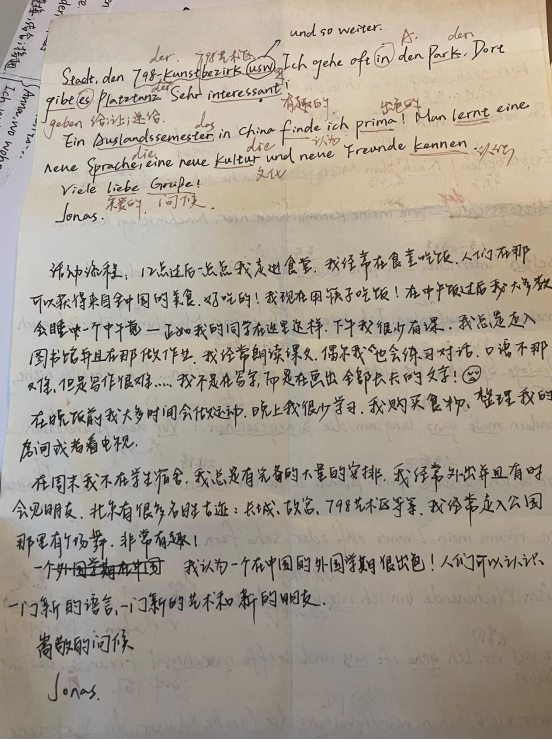 und so weiter.
der 798艺术区 A. den
Stadt, den 798-Kunstbezirk usw. Ich gehe oft in den Park. Dort
gibt es Platztanz. Sehr interessant!
geben 给予 der 有趣的 出色的
Ein Auslandssemester in China finde ich prima! Man lernt eine
das 认为
neue Sprache, eine neue Kultur und neue Freunde kennen.
die die 文化 认识
Viele liebe Grüße!
亲爱的 问候
Jonas.
活动流程。12点过后一点点我走进食堂。我经常在食堂吃饭。人们在那
可以获得来自全中国的美食。好吃的!我现在用筷子吃饭!在中午饭过后我大多数
会睡一个中午觉—正如我的同学在这里这样。下午我很少有课。我总是走入
图书馆并且在那做作业。我经常朗读课文。偶尔我也会练习对话。口语不那
么难,但是写作很难....我不是在写字,而是在画出全部长长的文字!
在晚饭前我大多时间会做运动。晚上我很少学习。我购买食物、整理我的
房间或者看电视.
在周末我不在学生宿舍。我总是有完备的大量的安排。我经常外出并且有时
会见朋友。北京有很多名胜古迹:长城、故宫、798艺术区等等。我经常走入公园
那里有广场舞。非常有趣!
我认为一个在中国的外国学期很出色!人们可以认识
一门新的语言,一门新的艺术和新的朋友.
崇敬的问候
Jonas.